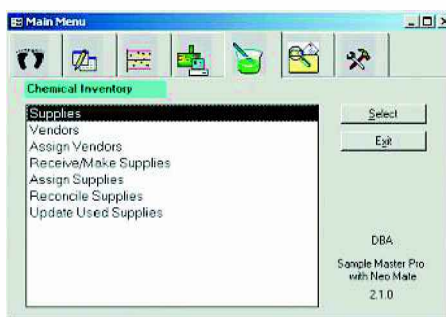 Main Menu
Chemical Inventory
Supplies
Vendors
Assign Vendors
Receive/Make Supplies
Assign Supplies
Reconcile Supplies
Update Used Supplies
Select
Exit
DBA
Sample Master Pro
with Neo Mate
2.1.0